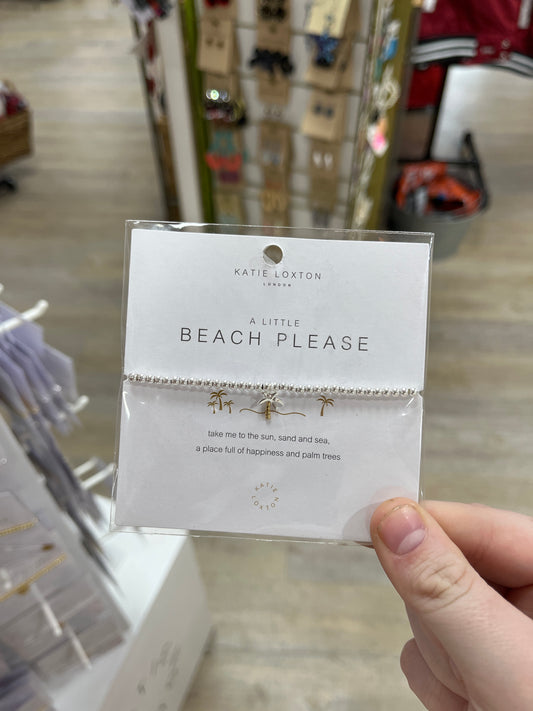 KATIE LOXTON
LONDON
A LITTLE
BEACH PLEASE
take me to the sun, sand and sea,
a place full of happiness and palm trees
KATIE
LOXTON